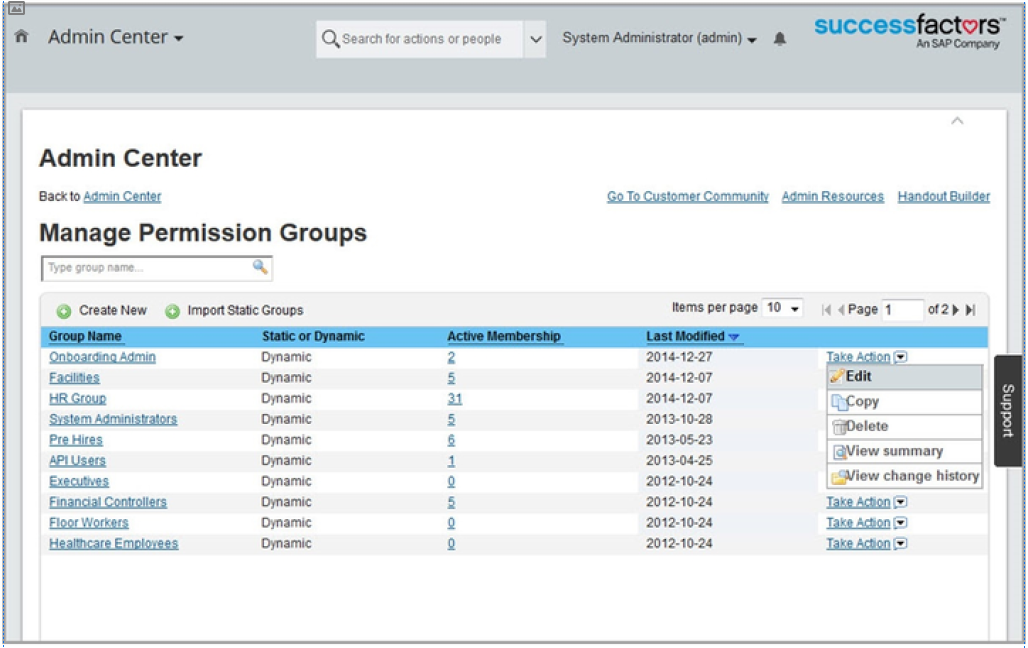 Admin Center
Search for actions or people
System Administrator (admin)
successfactors™
An SAP Company
Admin Center
Back to Admin Center
Go To Customer Community Admin Resources Handout Builder
Manage Permission Groups
Type group name...
Create New Import Static Groups Items per page 10 Page 1 of 2
Group Name Static or Dynamic Active Membership Last Modified
Onboarding Admin Dynamic 2 2014-12-27 Take Action
Facilities Dynamic 5 2014-12-07
HR Group Dynamic 31 2014-12-07
System Administrators Dynamic 5 2013-10-28
Pre Hires Dynamic 6 2013-05-23
API Users Dynamic 1 2013-04-25
Executives Dynamic 0 2012-10-24
Financial Controllers Dynamic 5 2012-10-24 Take Action
Floor Workers Dynamic 0 2012-10-24 Take Action
Healthcare Employees Dynamic 0 2012-10-24 Take Action
Edit
Copy
Delete
View summary
View change history
Support